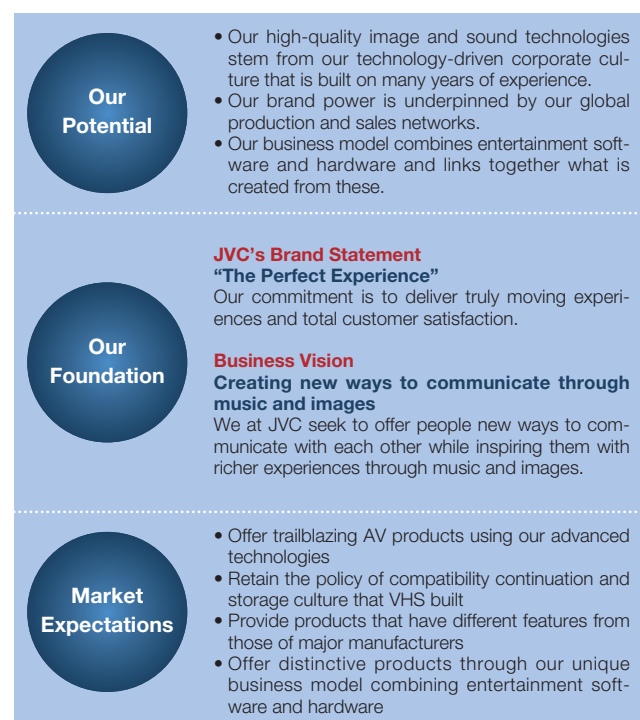 Our
Potential
• Our high-quality image and sound technologies
stem from our technology-driven corporate cul-
ture that is built on many years of experience.
• Our brand power is underpinned by our global
production and sales networks.
• Our business model combines entertainment soft-
ware and hardware and links together what is
created from these.
Our
Foundation
JVC’s Brand Statement
“The Perfect Experience”
Our commitment is to deliver truly moving experi-
ences and total customer satisfaction.
Business Vision
Creating new ways to communicate through
music and images
We at JVC seek to offer people new ways to com-
municate with each other while inspiring them with
richer experiences through music and images.
Market
Expectations
• Offer trailblazing AV products using our advanced
technologies
• Retain the policy of compatibility continuation and
storage culture that VHS built
• Provide products that have different features from
those of major manufacturers
• Offer distinctive products through our unique
business model combining entertainment soft-
ware and hardware